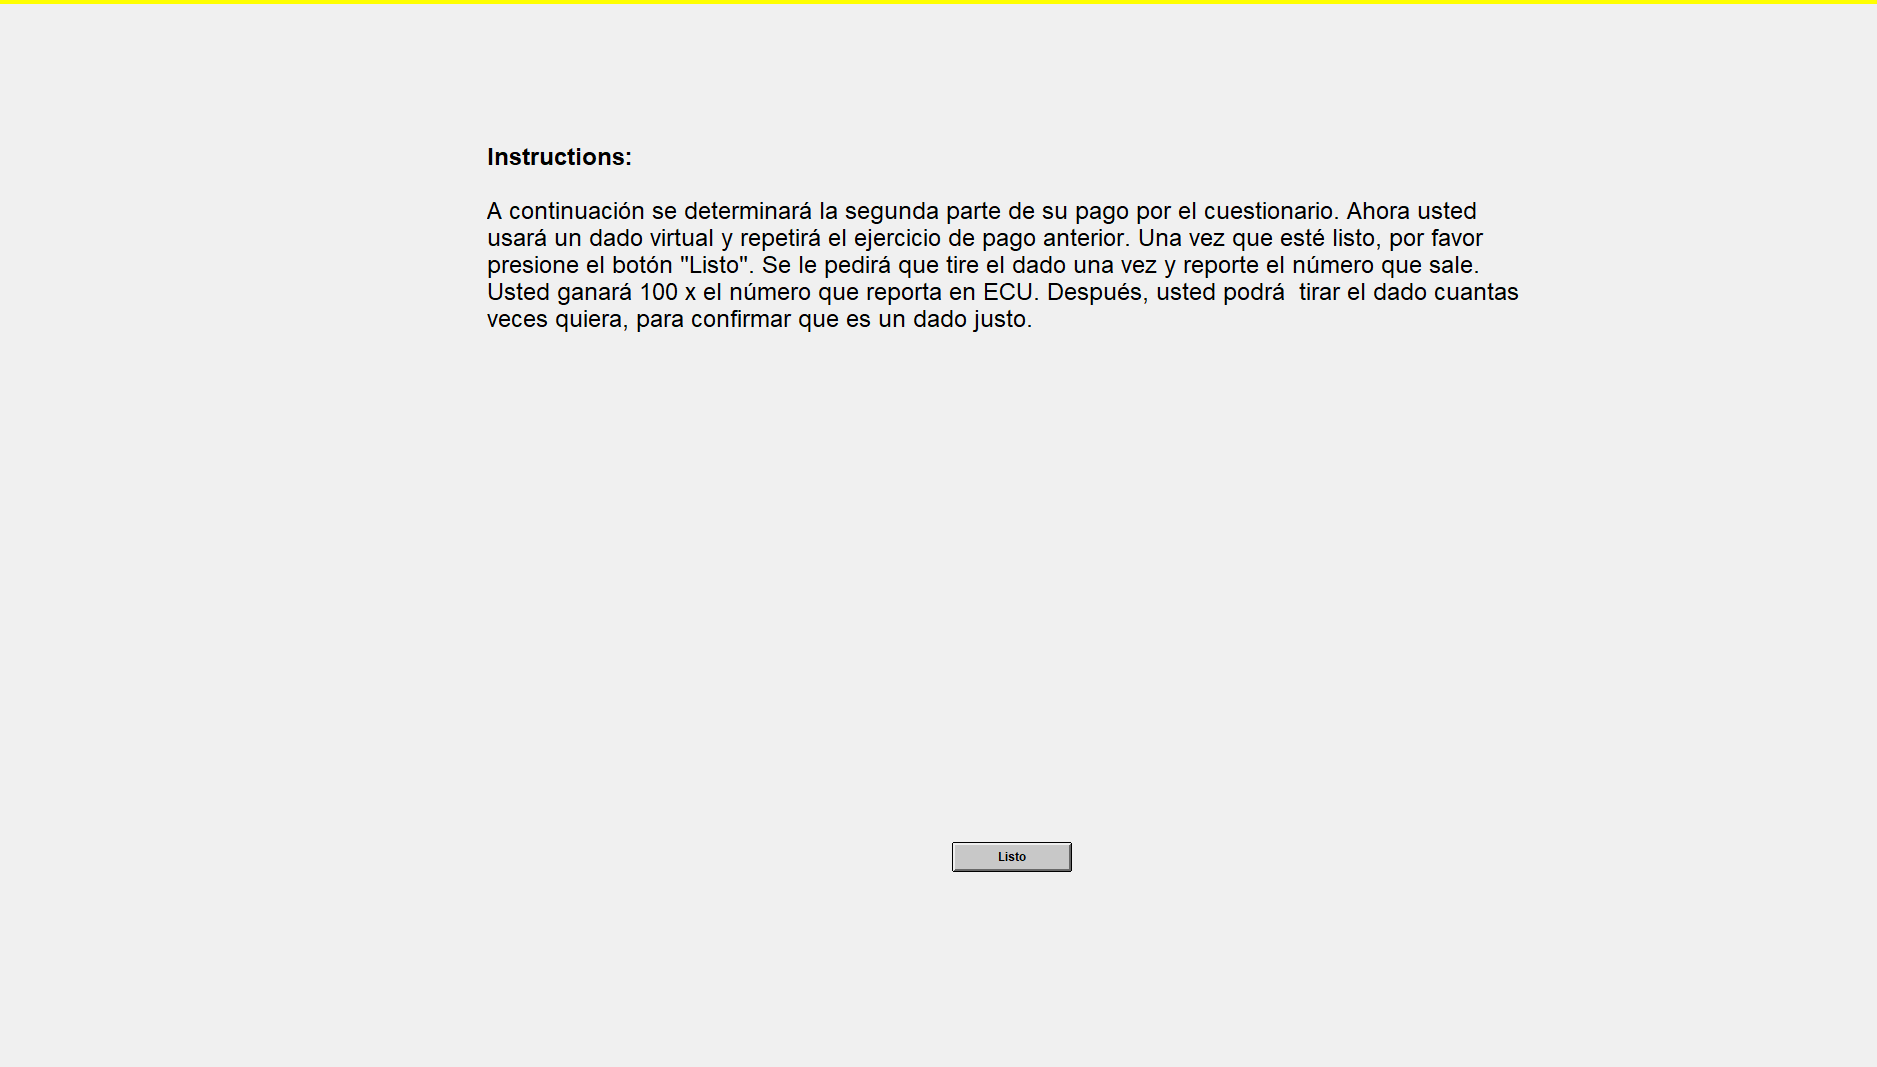 Instructions:
A continuación se determinará la segunda parte de su pago por el cuestionario. Ahora usted
usará un dado virtual y repetirá el ejercicio de pago anterior. Una vez que esté listo, por favor
presione el botón "Listo". Se le pedirá que tire el dado una vez y reporte el número que sale.
Usted ganará 100 x el número que reporta en ECU. Después, usted podrá  tirar el dado cuantas
veces quiera, para confirmar que es un dado justo.
Listo